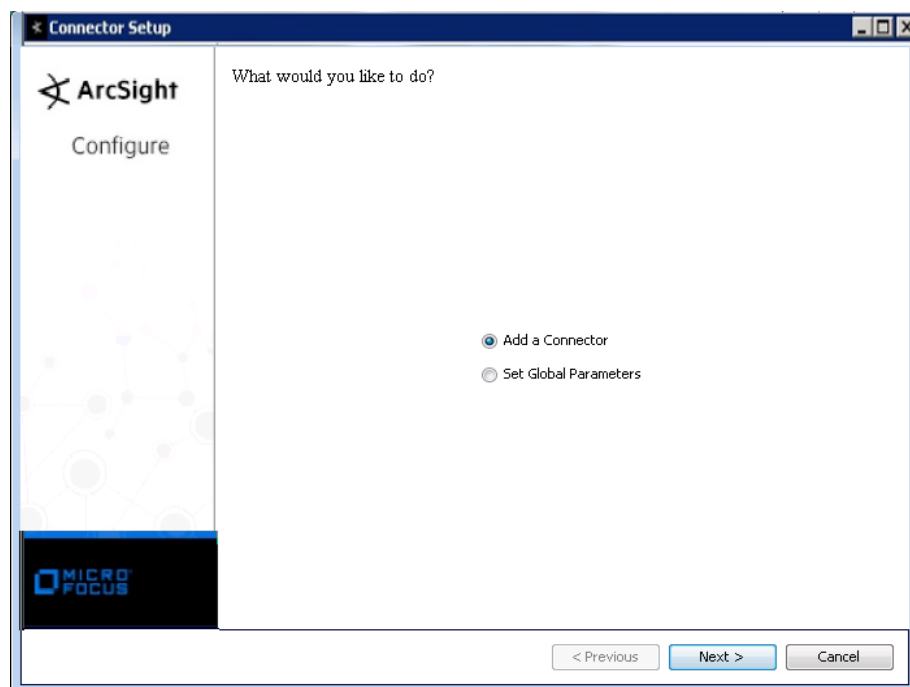 Connector Setup
ArcSight
Configure
What would you like to do?
Add a Connector
Set Global Parameters
MICRO
FOCUS
< Previous
Next >
Cancel